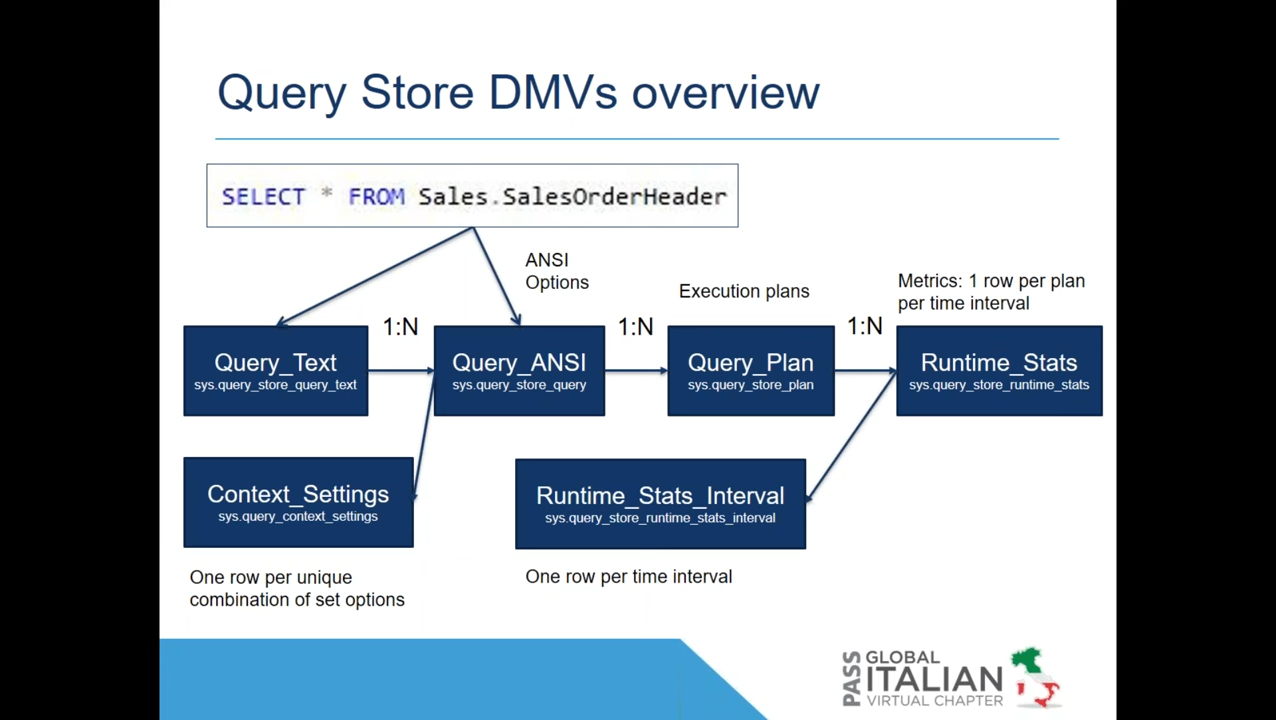 Query Store DMVs overview
SELECT * FROM Sales.SalesOrderHeader
ANSI
Options
Execution plans
Metrics: 1 row per plan
per time interval
1:N
1:N
1:N
Query_Text
sys.query_store_query_text
Query_ANSI
sys.query_store_query
Query_Plan
sys.query_store_plan
Runtime_Stats
sys.query_store_runtime_stats
Context_Settings
sys.query_context_settings
Runtime_Stats_Interval
sys.query_store_runtime_stats_interval
One row per unique
combination of set options
One row per time interval
PASS
GLOBAL
ITALIAN
VIRTUAL CHAPTER